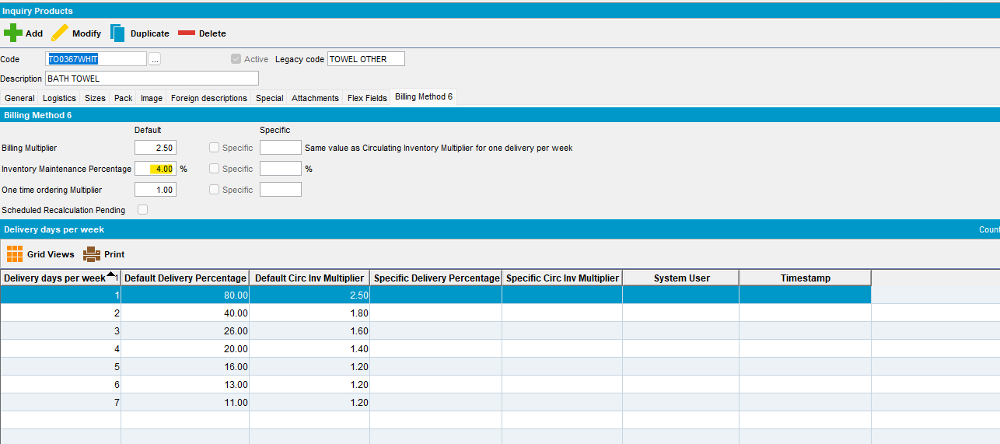 Inquiry Products
Add Modify Duplicate Delete
Code TO0367WHIT ... Active Legacy code TOWEL OTHER
Description BATH TOWEL
General Logistics Sizes Pack Image Foreign descriptions Special Attachments Flex Fields Billing Method 6
Billing Method 6
Default Specific
Billing Multiplier 2.50 Specific Same value as Circulating Inventory Multiplier for one delivery per week
Inventory Maintenance Percentage 4.00 % Specific %
One time ordering Multiplier 1.00 Specific
Scheduled Recalculation Pending
Delivery days per week Count
Grid Views Print
Delivery days per week 1 Default Delivery Percentage Default Circ Inv Multiplier Specific Delivery Percentage Specific Circ Inv Multiplier System User Timestamp
1 80.00 2.50
2 40.00 1.80
3 26.00 1.60
4 20.00 1.40
5 16.00 1.20
6 13.00 1.20
7 11.00 1.20